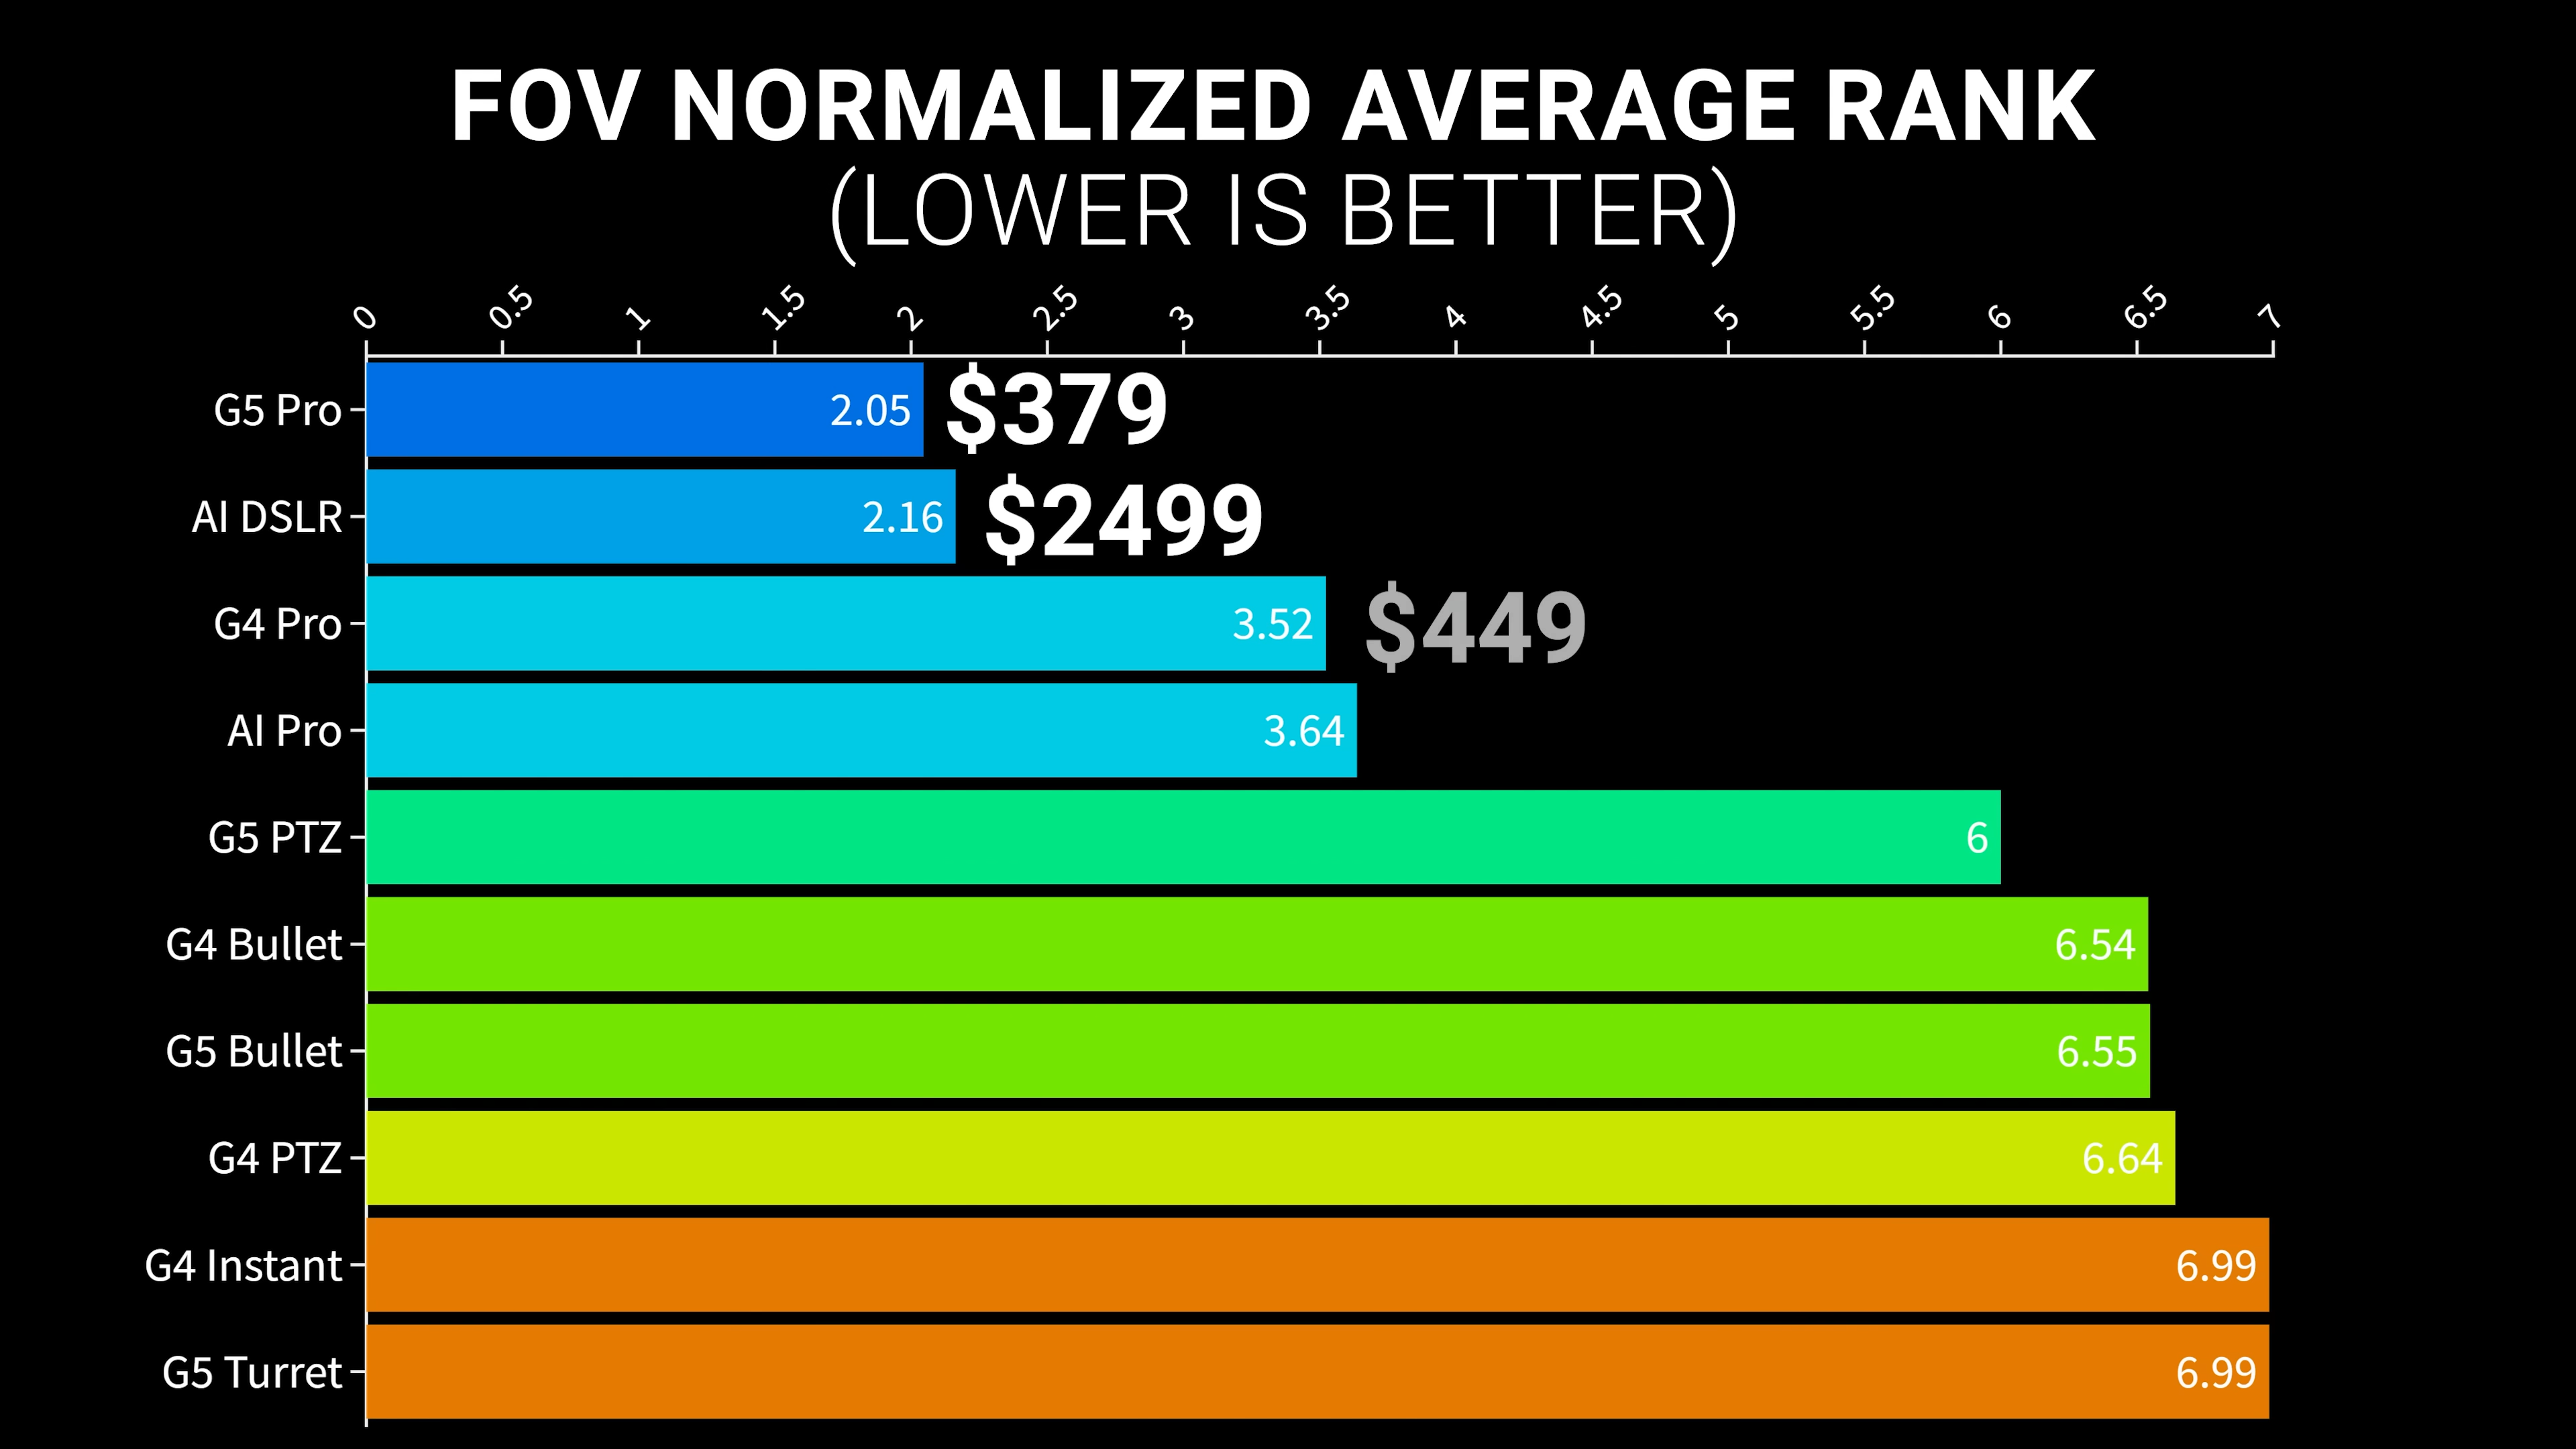 FOV NORMALIZED AVERAGE RANK
(LOWER IS BETTER)
0 0.5 1 1.5 2 2.5 3 3.5 4 4.5 5 5.5 6 6.5 7
G5 Pro 2.05 $379
AI DSLR 2.16 $2499
G4 Pro 3.52 $449
AI Pro 3.64
G5 PTZ 6
G4 Bullet 6.54
G5 Bullet 6.55
G4 PTZ 6.64
G4 Instant 6.99
G5 Turret 6.99